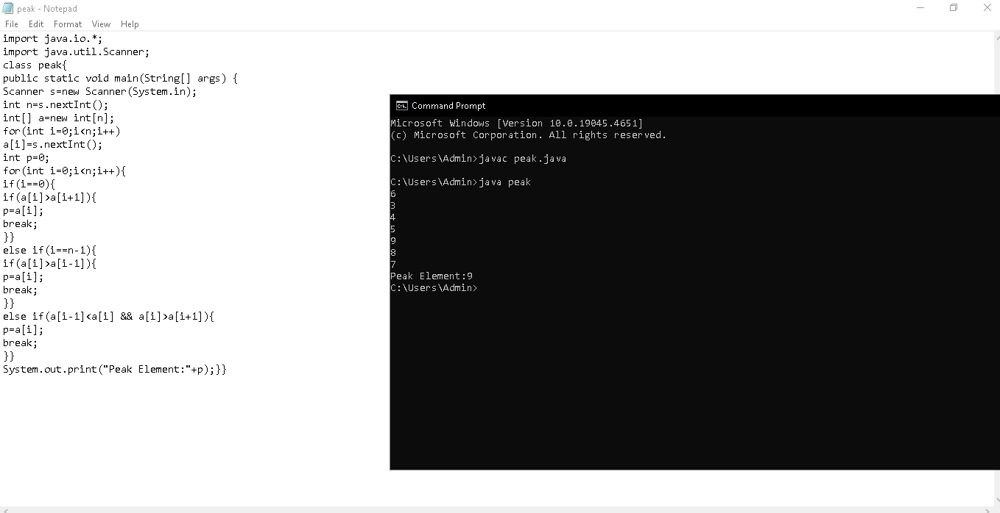 peak - Notepad
File Edit Format View Help
import java.io.*;
import java.util.Scanner;
class peak{
public static void main(String[] args) {
Scanner s=new Scanner(System.in);
int n=s.nextInt();
int[] a=new int[n];
for(int i=0;i<n;i++)
a[i]=s.nextInt();
int p=0;
for(int i=0;i<n;i++){
if(i==0){
if(a[i]>a[i+1]){
p=a[i];
break;
}}
else if(i==n-1){
if(a[i]>a[i-1]){
p=a[i];
break;
}}
else if(a[i-1]<a[i] && a[i]>a[i+1]){
p=a[i];
break;
}}
System.out.print("Peak Element:"+p);}}
Command Prompt
Microsoft Windows [Version 10.0.19045.4651]
(c) Microsoft Corporation. All rights reserved.
C:\Users\Admin>javac peak.java
C:\Users\Admin>java peak
6
3
4
5
9
8
7
Peak Element:9
C:\Users\Admin>